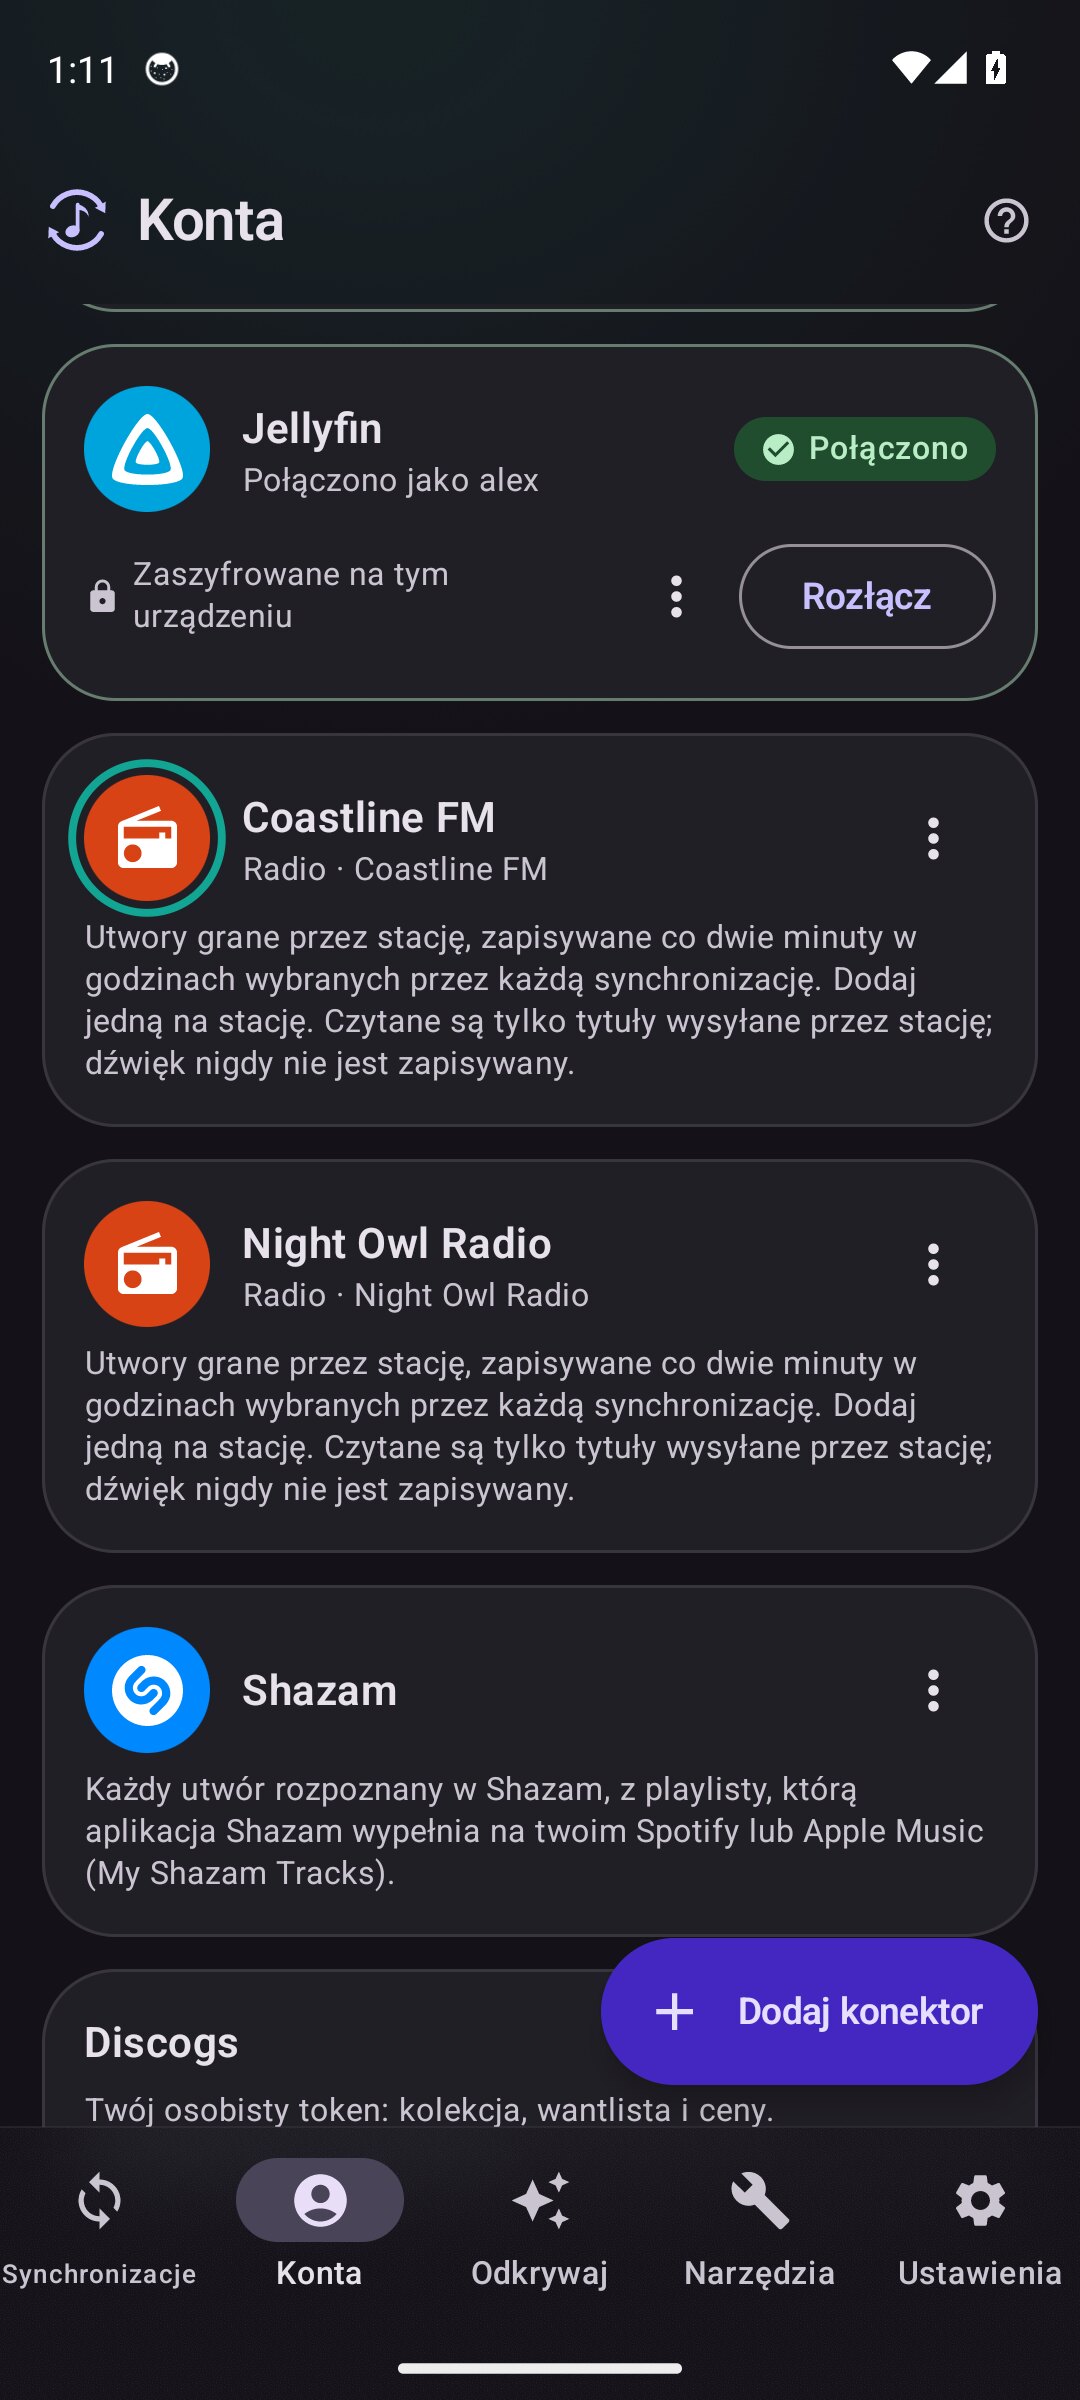 1:11
Konta
Jellyfin
Połączono jako alex
Połączono
Zaszyfrowane na tym
urządzeniu
Rozłącz
Coastline FM
Radio · Coastline FM
Utwory grane przez stację, zapisywane co dwie minuty w
godzinach wybranych przez każdą synchronizację. Dodaj
jedną na stację. Czytane są tylko tytuły wysyłane przez stację;
dźwięk nigdy nie jest zapisywany.
Night Owl Radio
Radio · Night Owl Radio
Utwory grane przez stację, zapisywane co dwie minuty w
godzinach wybranych przez każdą synchronizację. Dodaj
jedną na stację. Czytane są tylko tytuły wysyłane przez stację;
dźwięk nigdy nie jest zapisywany.
Shazam
Każdy utwór rozpoznany w Shazam, z playlisty, którą
aplikacja Shazam wypełnia na twoim Spotify lub Apple Music
(My Shazam Tracks).
Discogs
Dodaj konektor
Twój osobisty token: kolekcja, wantlista i ceny.
Synchronizacje
Konta
Odkrywaj
Narzędzia
Ustawienia